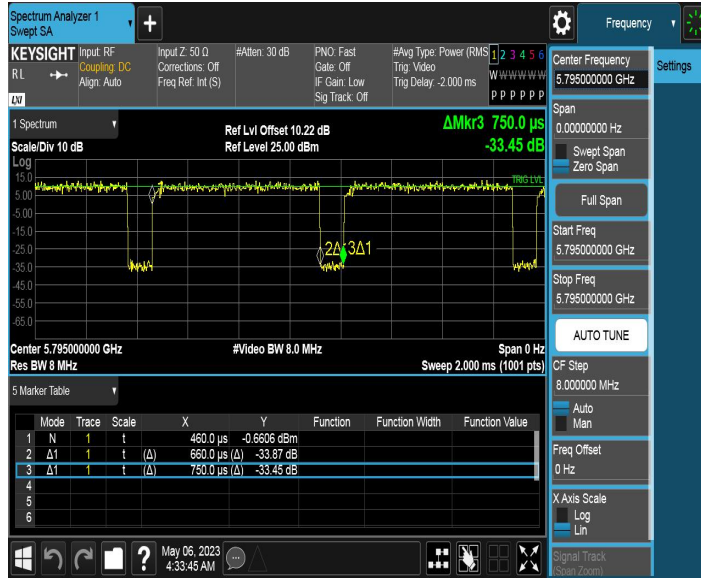 Spectrum Analyzer 1
Swept SA
+
Frequency
KEYSIGHT Input: RF Input Z: 50 Ω #Atten: 30 dB PNO: Fast #Avg Type: Power (RMS 1 2 3 4 5 6
RL Coupling: DC Corrections: Off Gate: Off Trig: Video
Align: Auto Freq Ref: Int (S) IF Gain: Low Trig Delay: -2.000 ms W W W W W W
LXI Sig Track: Off P P P P P P
1 Spectrum
Ref Lvl Offset 10.22 dB ΔMkr3 750.0 µs
Scale/Div 10 dB Ref Level 25.00 dBm -33.45 dB
Log
15.0
TRIG LVL
5.00
-5.00
-15.0
-25.0
2Δ 3Δ1
-35.0
-45.0
-55.0
-65.0
Center 5.795000000 GHz #Video BW 8.0 MHz Span 0 Hz
Res BW 8 MHz Sweep 2.000 ms (1001 pts)
5 Marker Table
Mode Trace Scale X Y Function Function Width Function Value
1 N 1 t 460.0 µs -0.6606 dBm
2 Δ1 1 t (Δ) 660.0 µs (Δ) -33.87 dB
3 Δ1 1 t (Δ) 750.0 µs (Δ) -33.45 dB
4
5
6
? May 06, 2023
4:33:45 AM
Center Frequency
5.795000000 GHz
Settings
Span
0.00000000 Hz
Swept Span
Zero Span
Full Span
Start Freq
5.795000000 GHz
Stop Freq
5.795000000 GHz
AUTO TUNE
CF Step
8.000000 MHz
Auto
Man
Freq Offset
0 Hz
X Axis Scale
Log
Lin
Signal Track
(Span Zoom)